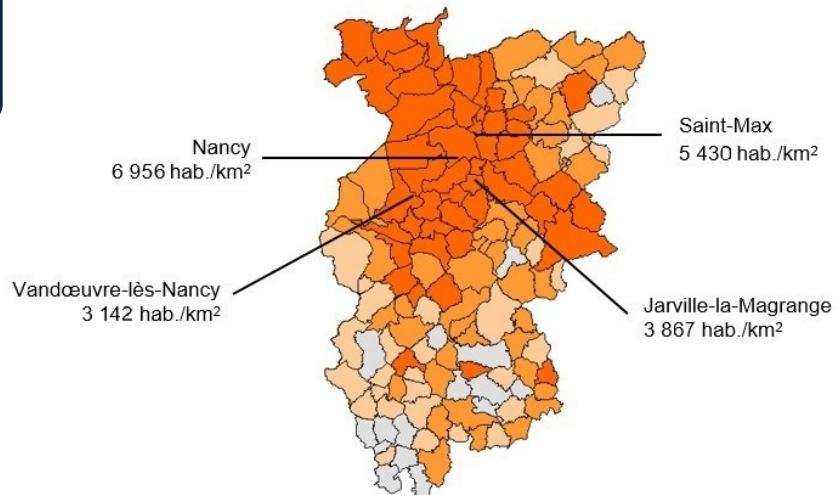 Nancy
6 956 hab./km²
Saint-Max
5 430 hab./km²
Vandœuvre-lès-Nancy
3 142 hab./km²
Jarville-la-Magrange
3 867 hab./km²